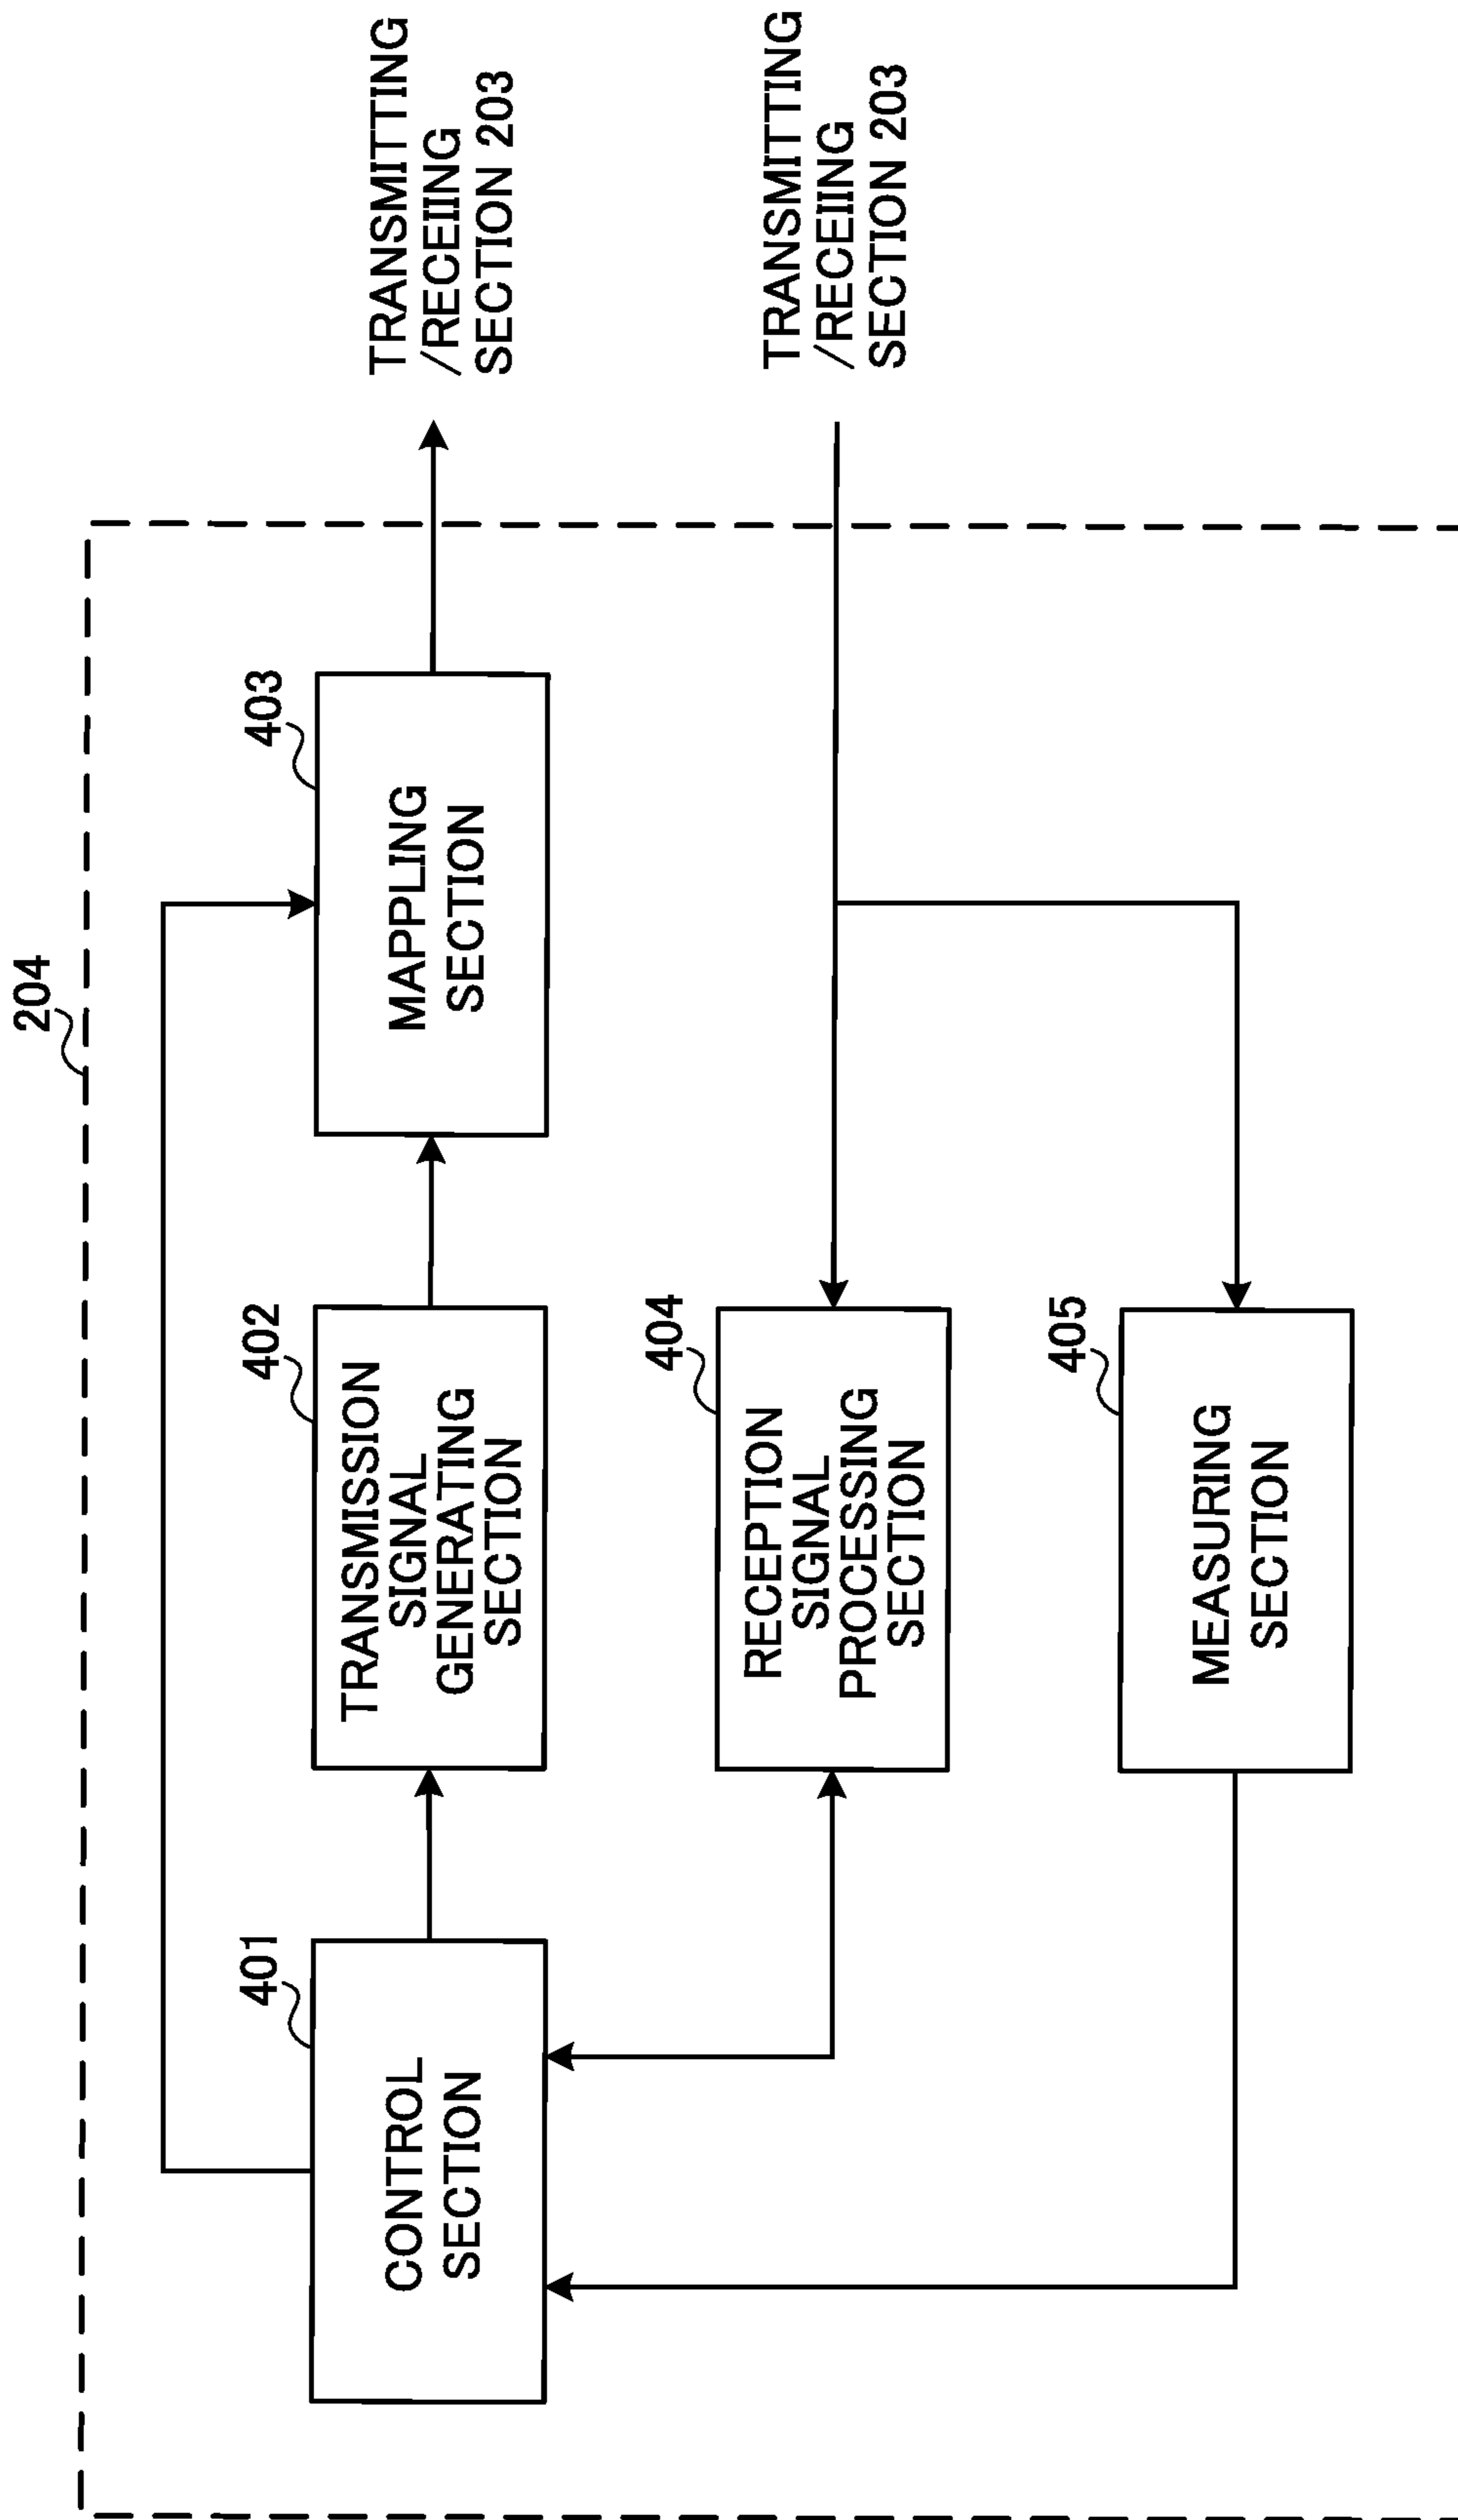 204
401
CONTROL
SECTION
402
TRANSMISSION
SIGNAL
GENERATING
SECTION
403
MAPPLING
SECTION
TRANSMITTING
/RECEIING
SECTION 203
404
RECEPTION
SIGNAL
PROCESSING
SECTION
TRANSMITTING
/RECEIING
SECTION 203
405
MEASURING
SECTION